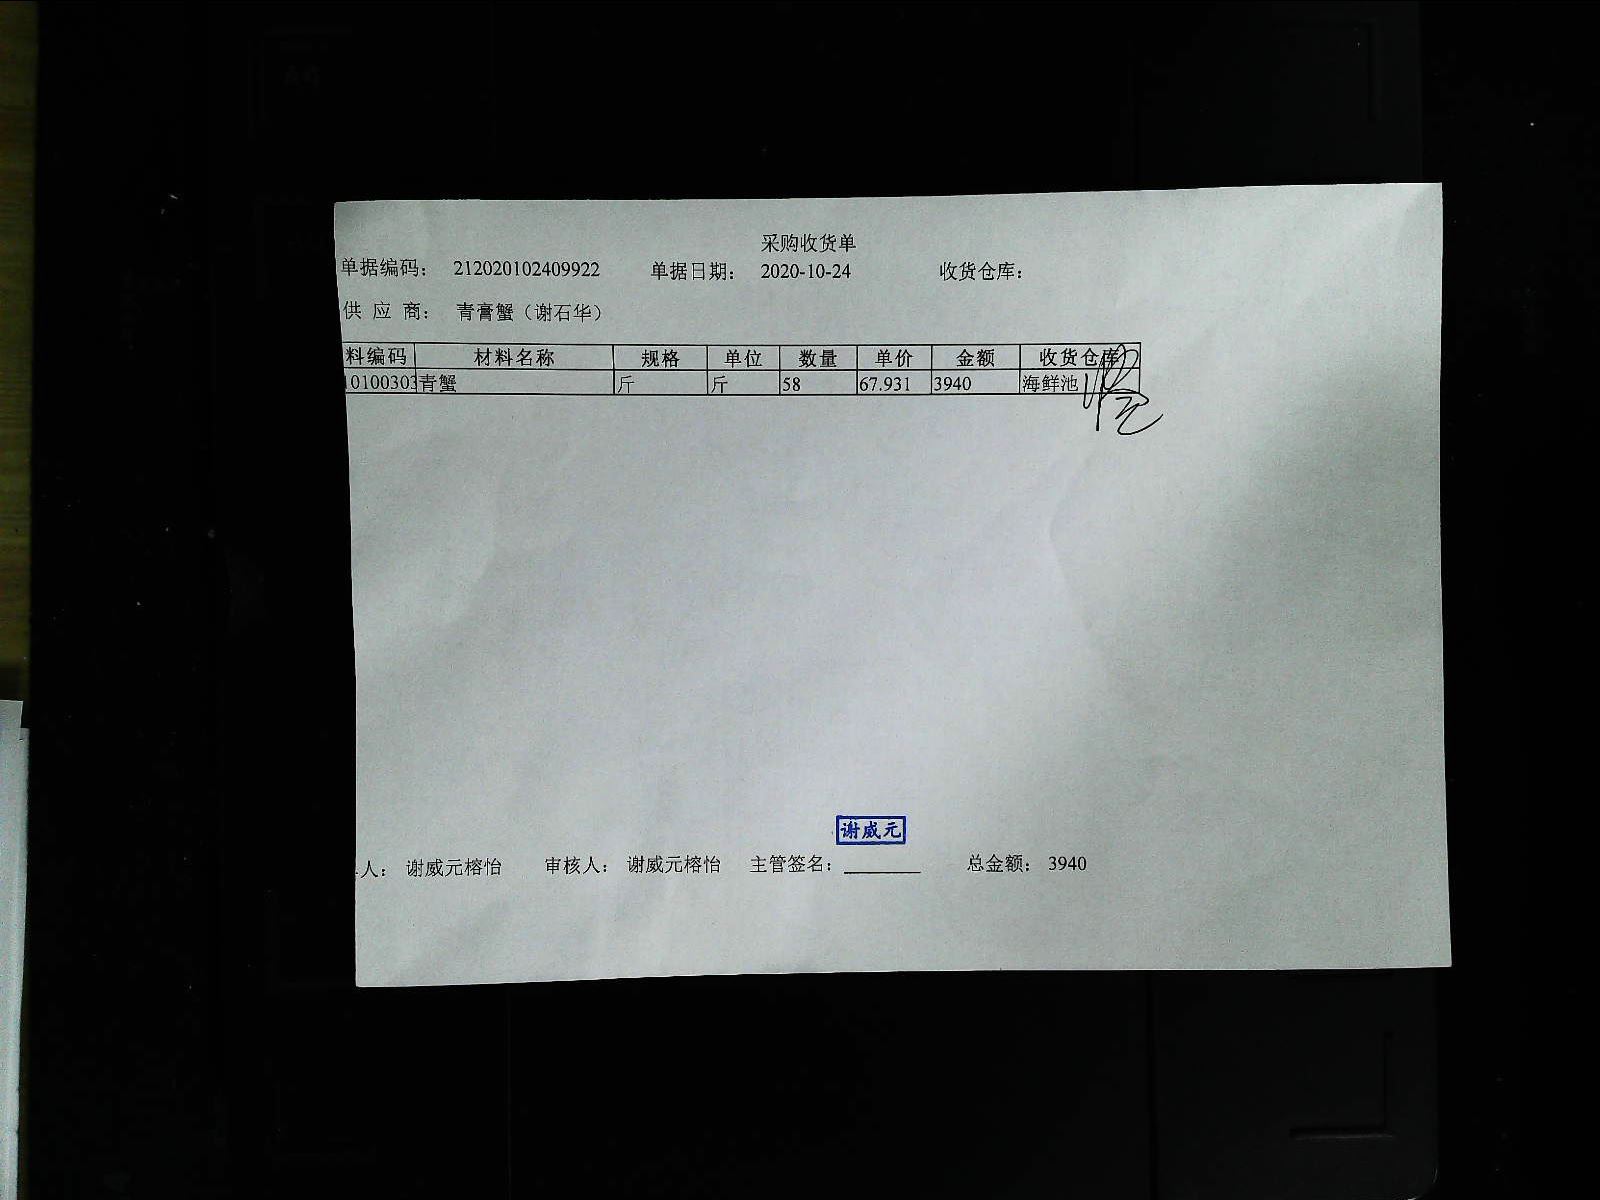 采购收货单
单据编码： 212020102409922 单据日期： 2020-10-24 收货仓库：
供 应 商： 青膏蟹（谢石华）
料编码 材料名称 规格 单位 数量 单价 金额 收货仓库
10100303 青蟹 斤 斤 58 67.931 3940 海鲜池
谢威元
人： 谢威元榕怡 审核人： 谢威元榕怡 主管签名： 总金额： 3940